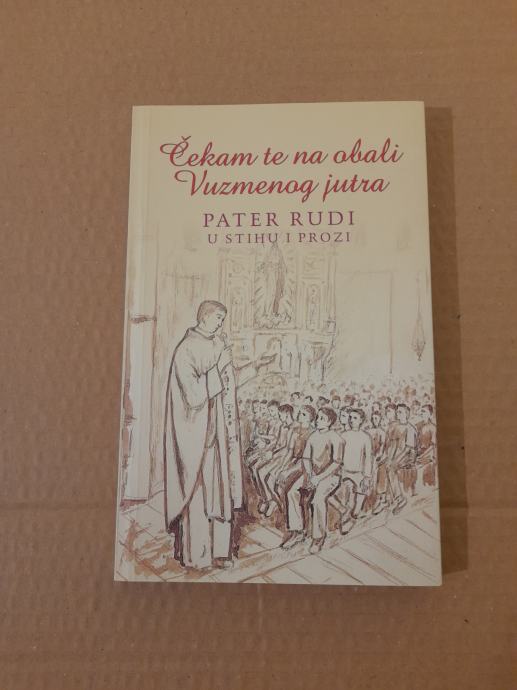 Čekam te na obali
Vuzmenog jutra
PATER RUDI
U STIHU I PROZI